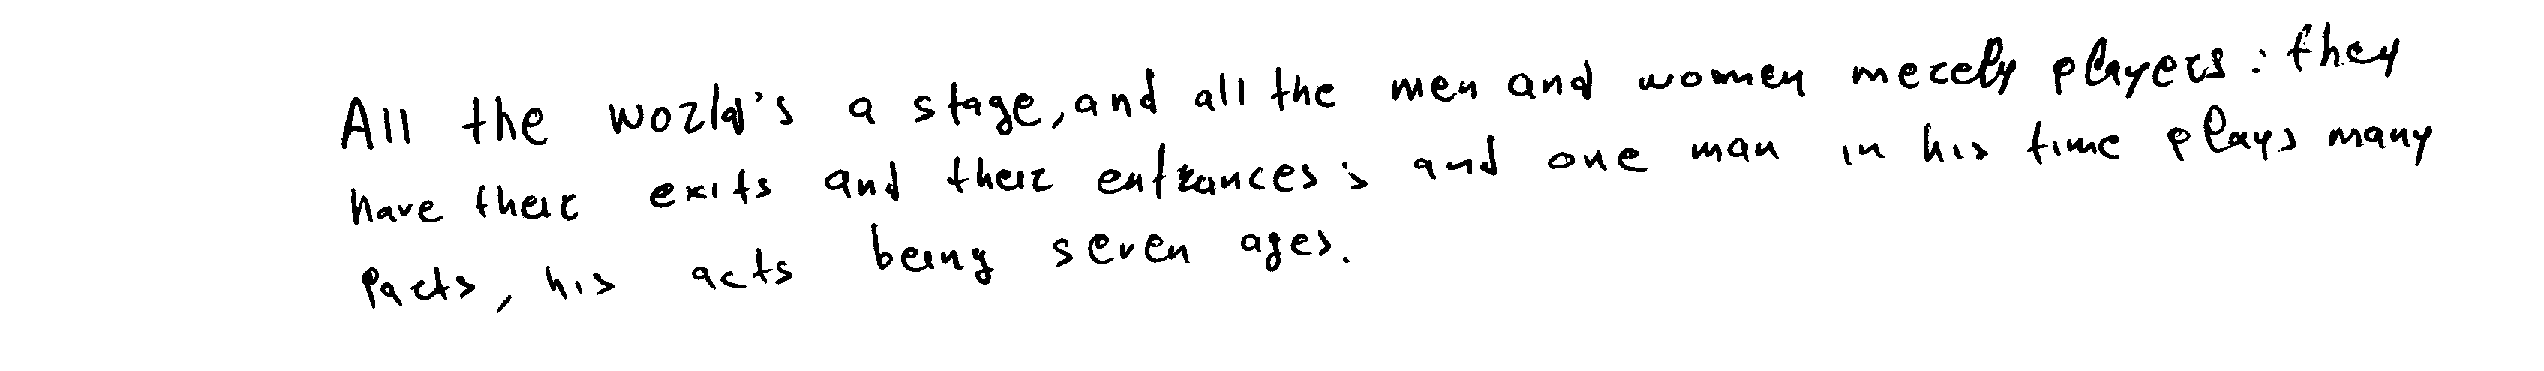 All the world's a stage, and all the men and women merely players: they
have their exits and their entrances; and one man in his time plays many
parts, his acts being seven ages.